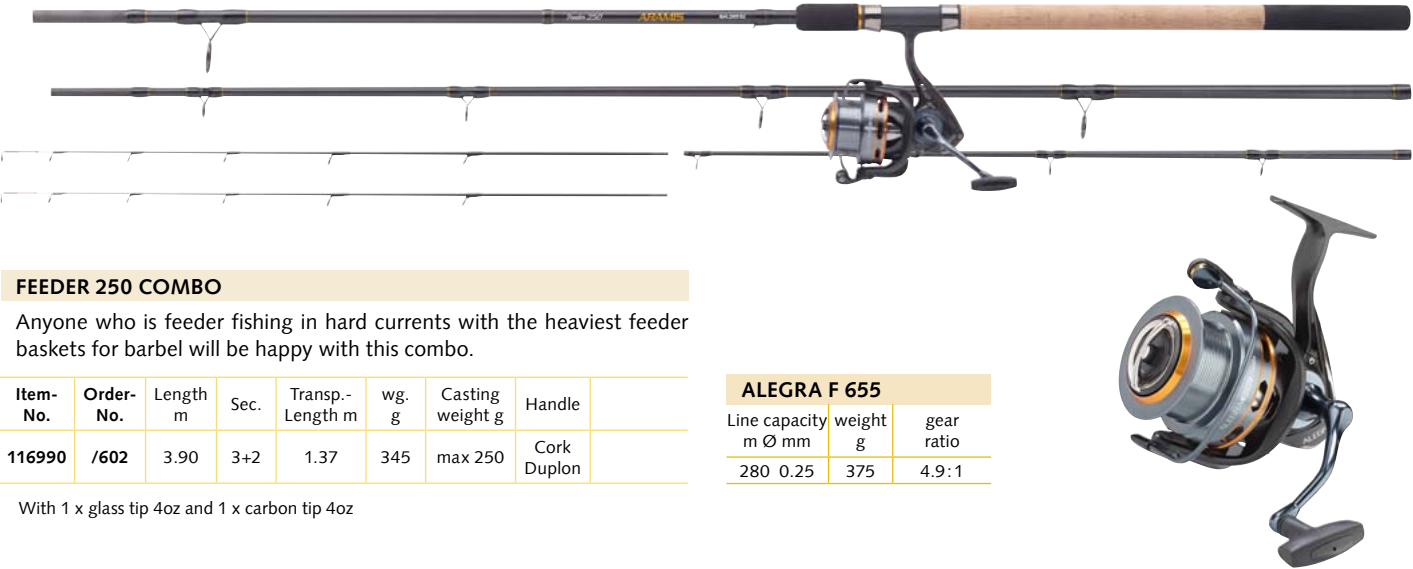 Feeder 250 ARAMIS
FEEDER 250 COMBO
Anyone who is feeder fishing in hard currents with the heaviest feeder
baskets for barbel will be happy with this combo.
Item-No. Order-No. Length m Sec. Transp.-Length m wg. g Casting weight g Handle
116990 /602 3.90 3+2 1.37 345 max 250 Cork Duplon
With 1 x glass tip 4oz and 1 x carbon tip 4oz
ALEGRA F 655
Line capacity m Ø mm weight g gear ratio
280 0.25 375 4.9:1